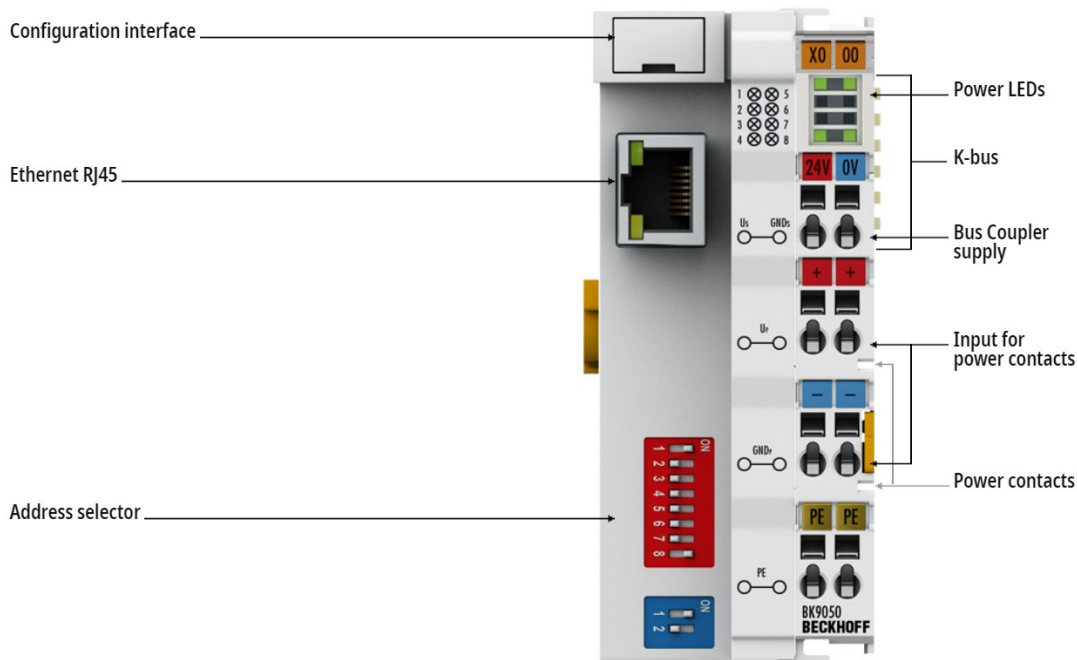 Configuration interface
Ethernet RJ45
Address selector
X0 00
1 5
2 6
3 7
4 8
24V 0V
Us GNDs
+ +
UP
− −
GNDP
PE PE
PE
BK9050
BECKHOFF
ON
1
2
3
4
5
6
7
8
ON
1
2
Power LEDs
K-bus
Bus Coupler
supply
Input for
power contacts
Power contacts